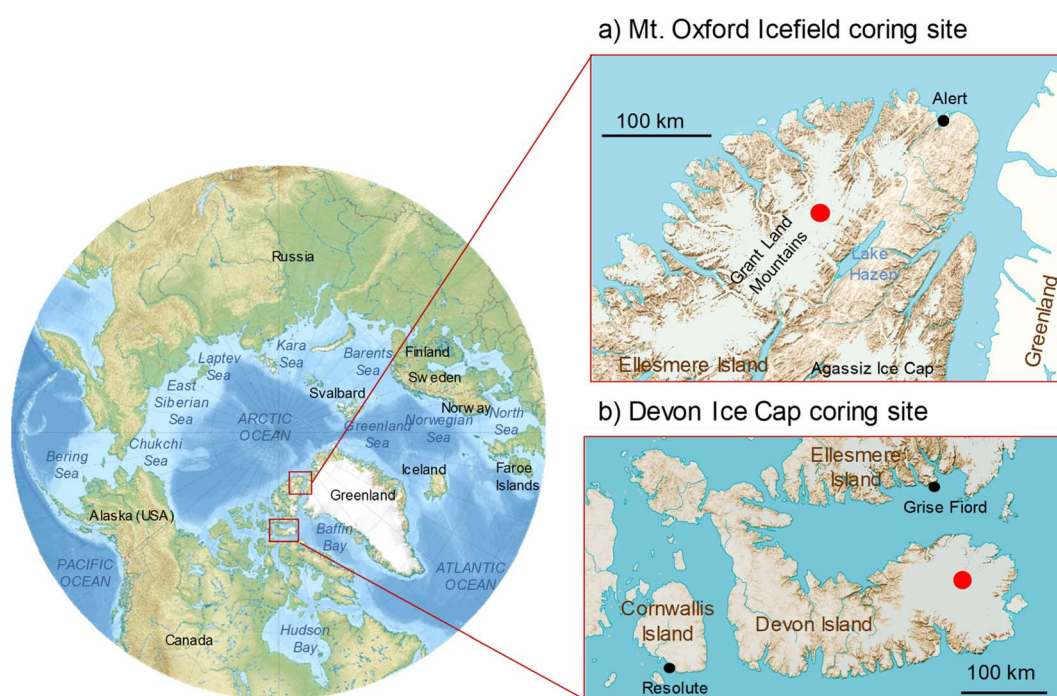 a) Mt. Oxford Icefield coring site
100 km
Alert
Grant Land
Mountains
Lake
Hazen
Greenland
Ellesmere Island
Agassiz Ice Cap
b) Devon Ice Cap coring site
Ellesmere
Island
Grise Fiord
Cornwallis
Island
Devon Island
Resolute
100 km
Russia
Kara
Sea
Barents
Sea
Laptev
Sea
Finland
Sweden
East
Siberian
Sea
Svalbard
Norway
North
Sea
Norwegian
Sea
Greenland
Sea
ARCTIC
OCEAN
Chukchi
Sea
Bering
Sea
Iceland
Faroe
Islands
Greenland
Alaska (USA)
Baffin
Bay
PACIFIC
OCEAN
ATLANTIC
OCEAN
Canada
Hudson
Bay